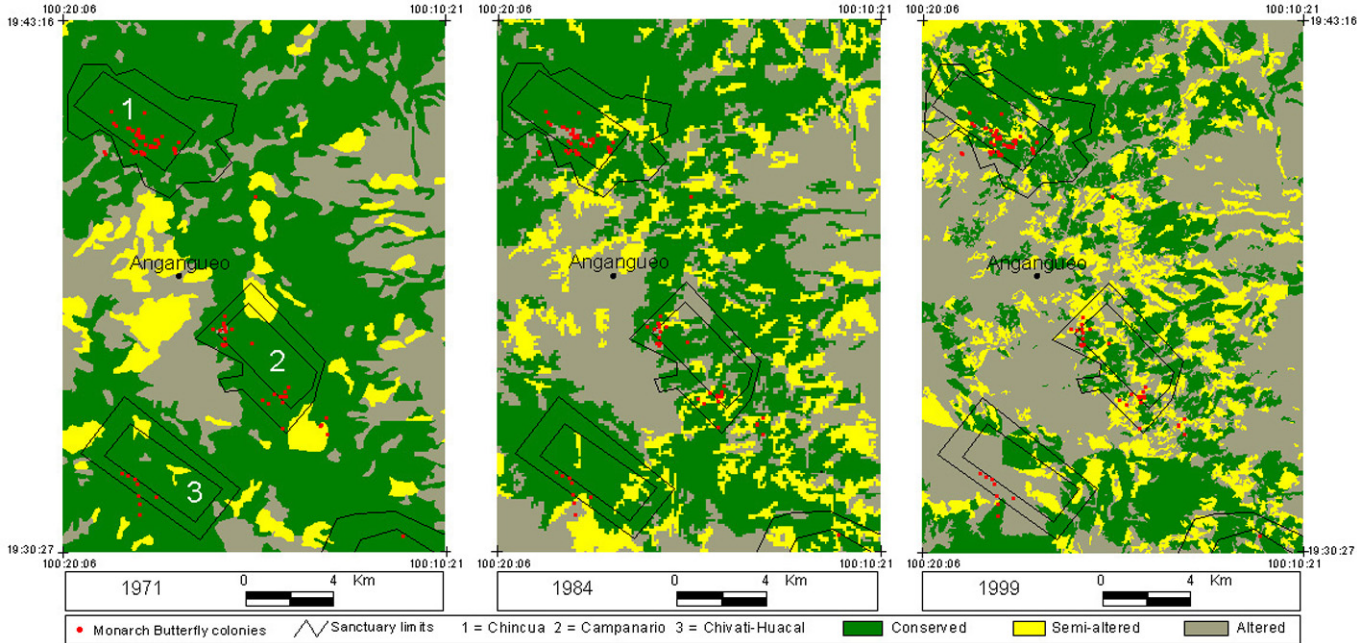 100:20:06 100:10:21 100:20:06 100:10:21 100:20:06 100:10:21
19:43:16 19:43:16
1
Angangueo Angangueo Angangueo
2
3
19:30:27 19:30:27
100:20:06 100:10:21 100:20:06 100:10:21 100:20:06 100:10:21
1971 0 4 Km 1984 0 4 Km 1999 0 4 Km
Monarch Butterfly colonies Sanctuary limits 1 = Chincua 2 = Campanario 3 = Chivati-Huacal Conserved Semi-altered Altered